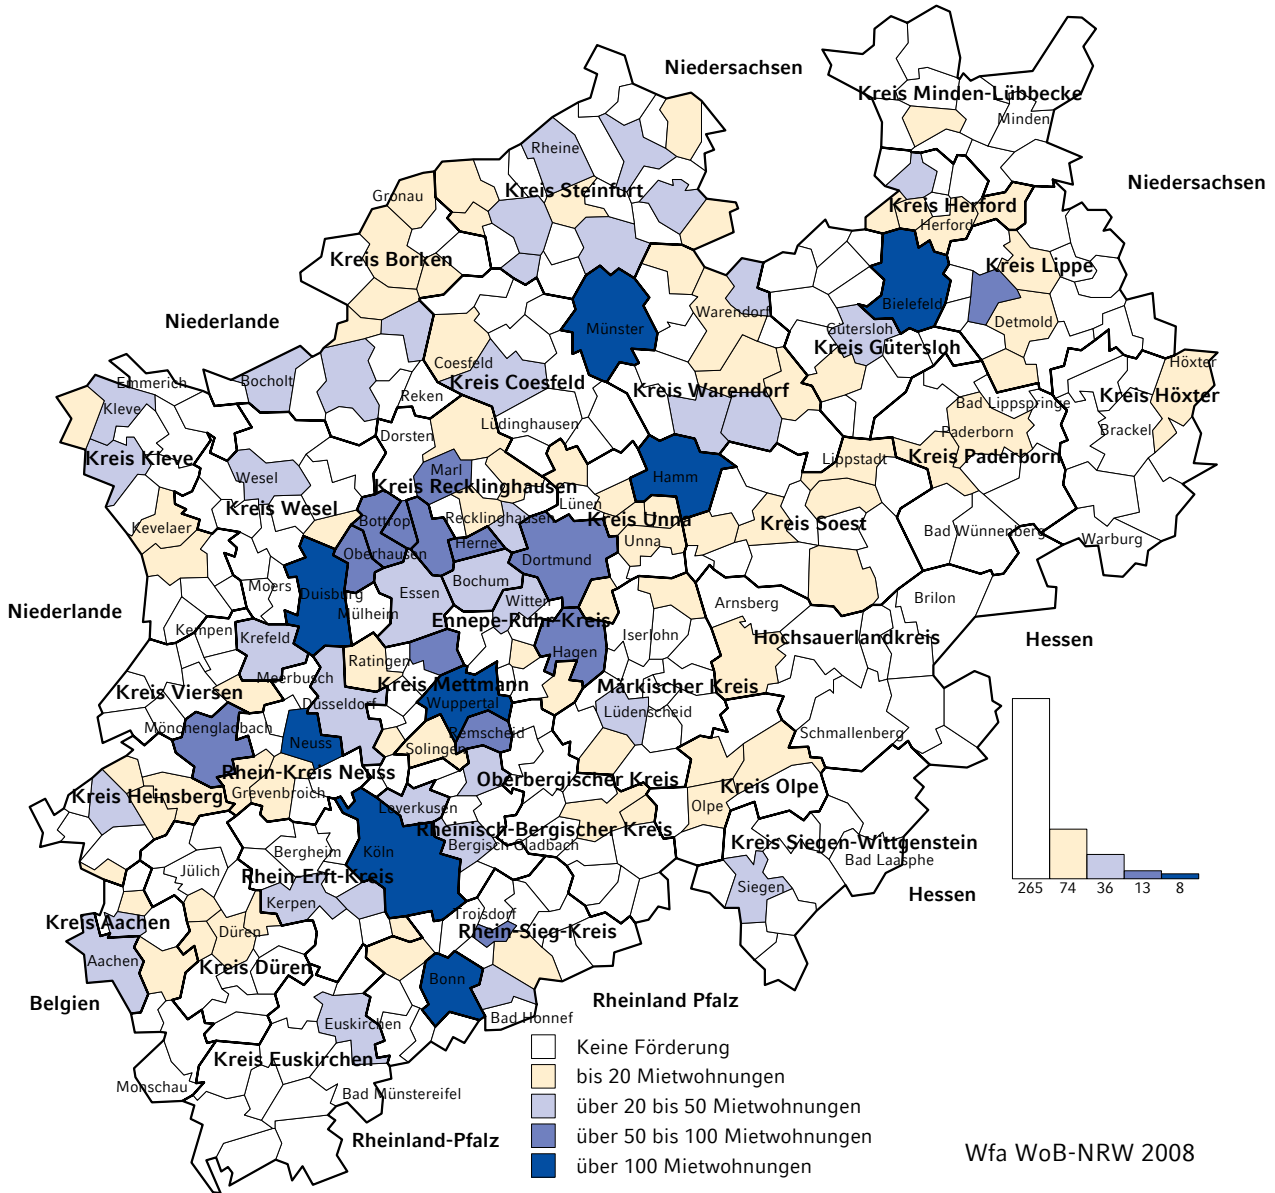 Niedersachsen
Kreis Minden-Lübbecke
Minden
Rheine
Niedersachsen
Kreis Steinfurt
Gronau
Kreis Herford
Herford
Kreis Borken
Kreis Lippe
Bielefeld
Warendorf
Niederlande
Münster
Gütersloh
Detmold
Kreis Gütersloh
Coesfeld
Höxter
Emmerich
Bocholt
Kreis Coesfeld
Kreis Warendorf
Reken
Kreis Höxter
Kleve
Bad Lippspringe
Lüdinghausen
Dorsten
Paderborn
Brackel
Kreis Kleve
Lippstadt
Kreis Paderborn
Marl
Wesel
Hamm
Kreis Recklinghausen
Kreis Wesel
Lünen
Kevelaer
Bottrop
Recklinghausen
Kreis Unna
Kreis Soest
Bad Wünnenberg
Oberhausen
Herne
Unna
Warburg
Dortmund
Moers
Duisburg
Essen
Bochum
Witten
Arnsberg
Brilon
Niederlande
Mülheim
Ennepe-Ruhr-Kreis
Kempen
Krefeld
Iserlohn
Hochsauerlandkreis
Hessen
Hagen
Ratingen
Meerbusch
Kreis Mettmann
Märkischer Kreis
Kreis Viersen
Düsseldorf
Wuppertal
Lüdenscheid
Mönchengladbach
Neuss
Remscheid
Schmallenberg
Solingen
Rhein-Kreis Neuss
Oberbergischer Kreis
Kreis Olpe
Kreis Heinsberg
Grevenbroich
Leverkusen
Olpe
Rheinisch-Bergischer Kreis
Bergisch Gladbach
Kreis Siegen-Wittgenstein
Bergheim
Köln
Bad Laasphe
Jülich
Rhein Erft-Kreis
Siegen
265 74 36 13 8
Hessen
Kerpen
Troisdorf
Kreis Aachen
Düren
Rhein-Sieg-Kreis
Aachen
Kreis Düren
Bonn
Belgien
Rheinland Pfalz
Bad Honnef
Euskirchen
Keine Förderung
Kreis Euskirchen
bis 20 Mietwohnungen
Monschau
Bad Münstereifel
über 20 bis 50 Mietwohnungen
Rheinland-Pfalz
über 50 bis 100 Mietwohnungen
Wfa WoB-NRW 2008
über 100 Mietwohnungen